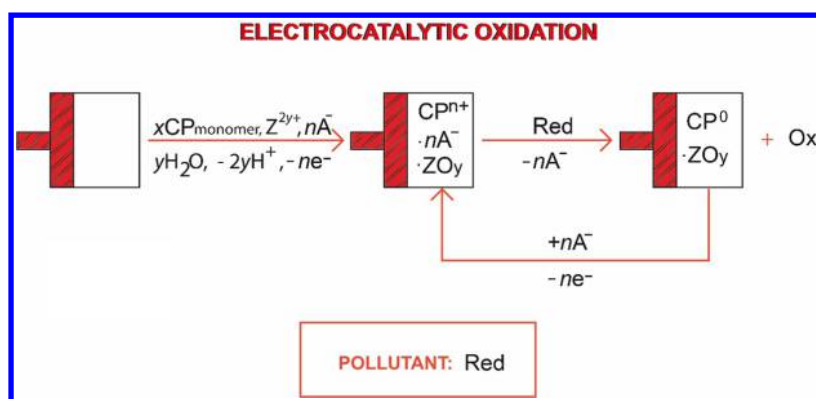 ELECTROCATALYTIC OXIDATION
xCPmonomer, Z²ʸ⁺, nA⁻
yH₂O, - 2yH⁺, - ne⁻
CPⁿ⁺
·nA⁻
·ZOy
Red
-nA⁻
CP⁰
·ZOy
+ Ox
+nA⁻
- ne⁻
POLLUTANT: Red